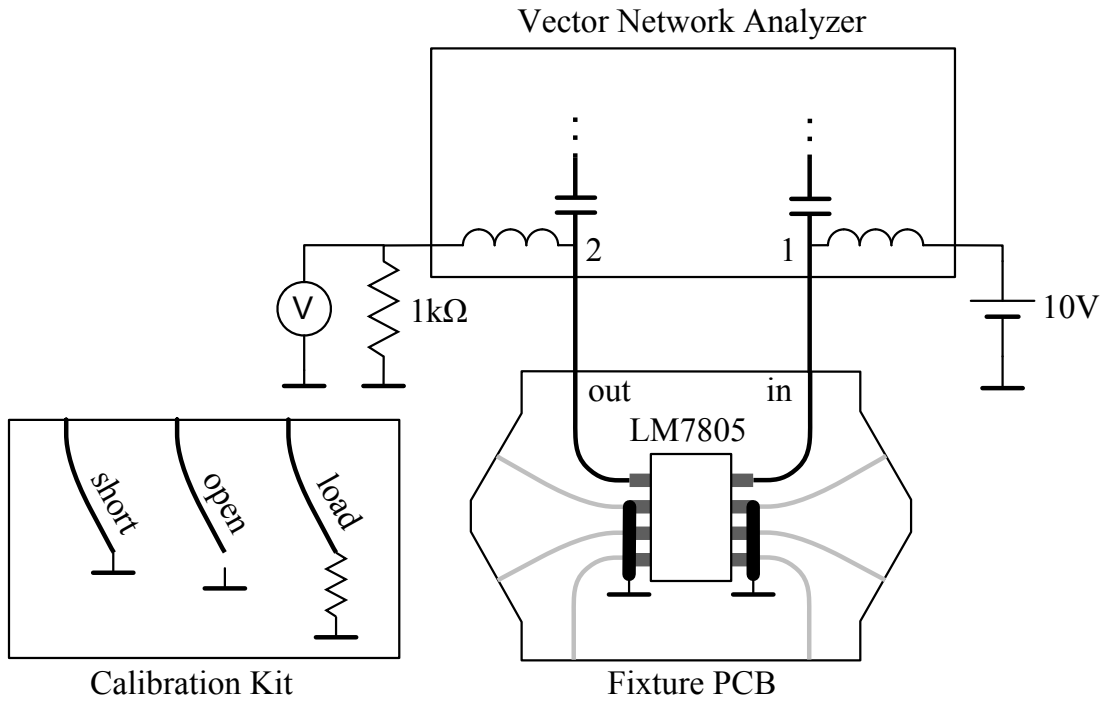 Vector Network Analyzer
2
1
V
1kΩ
10V
out
in
LM7805
short
open
load
Calibration Kit
Fixture PCB